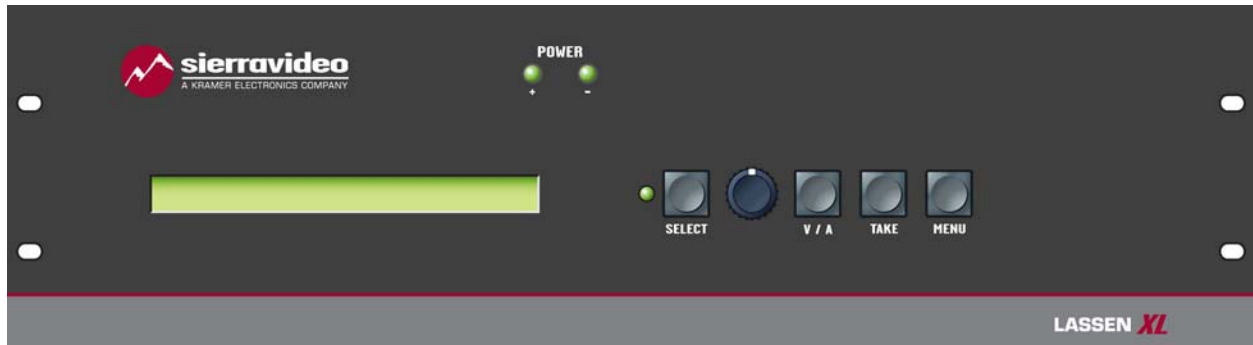 sierravideo
A KRAMER ELECTRONICS COMPANY
POWER
+ -
SELECT V / A TAKE MENU
LASSEN XL